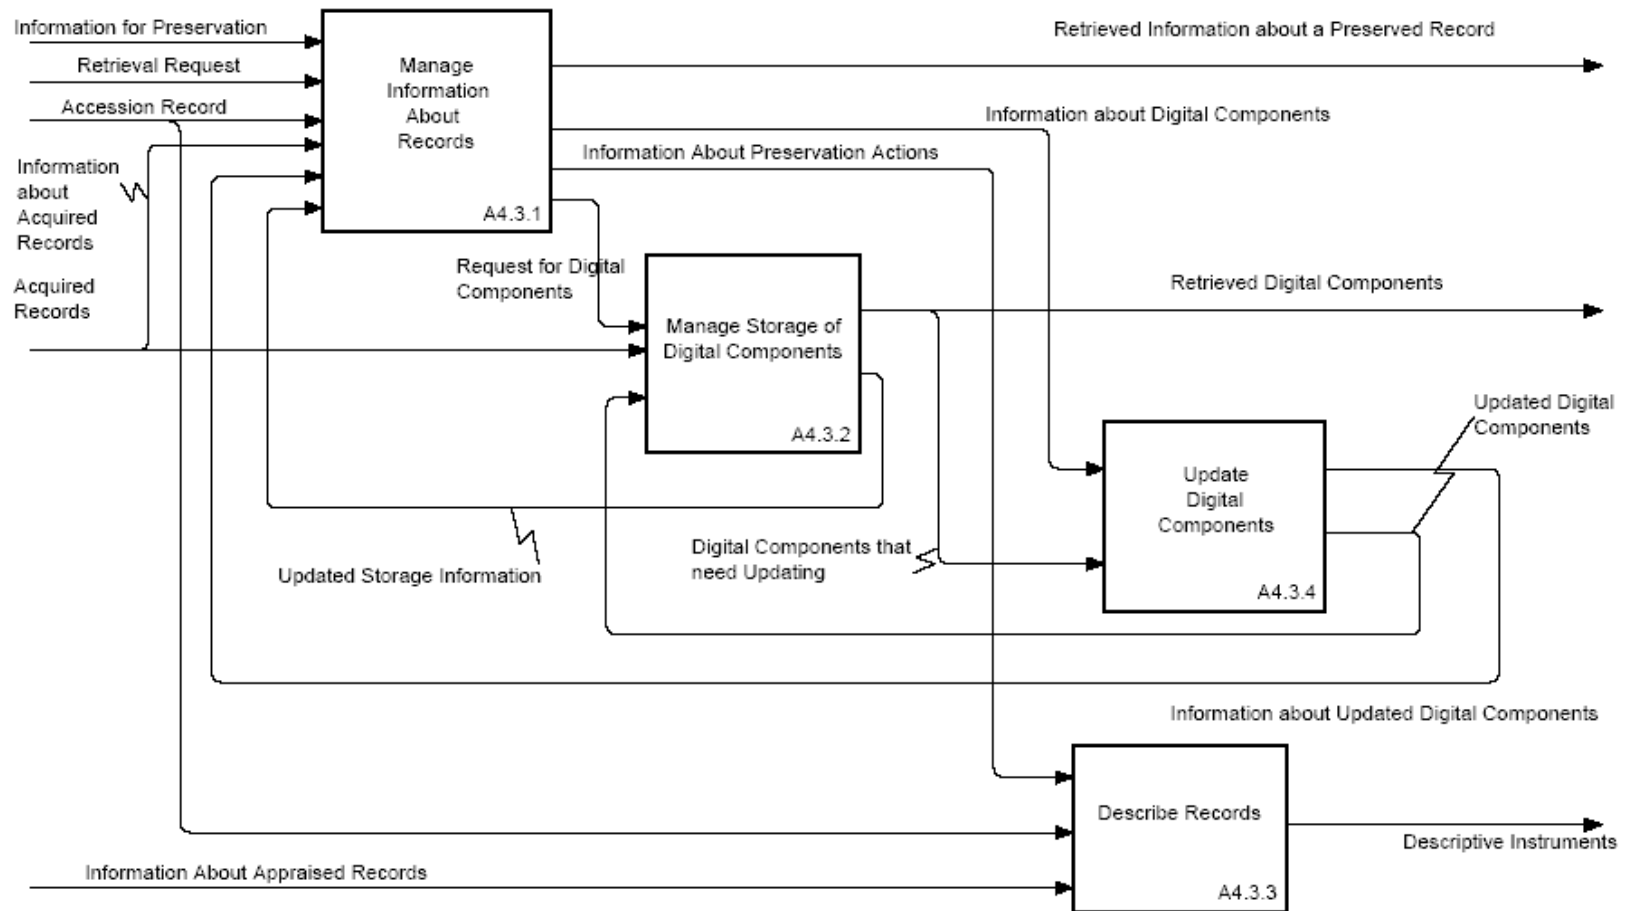 Information for Preservation
Retrieval Request
Accession Record
Information
about
Acquired
Records
Acquired
Records
Manage
Information
About
Records
A4.3.1
Retrieved Information about a Preserved Record
Information about Digital Components
Information About Preservation Actions
Request for Digital
Components
Manage Storage of
Digital Components
A4.3.2
Retrieved Digital Components
Updated Digital
Components
Update
Digital
Components
A4.3.4
Digital Components that
need Updating
Updated Storage Information
Information about Updated Digital Components
Describe Records
A4.3.3
Descriptive Instruments
Information About Appraised Records